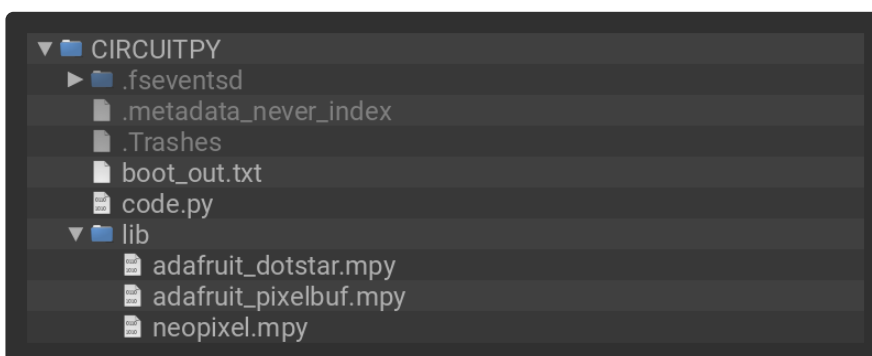 CIRCUITPY
.fseventsd
.metadata_never_index
.Trashes
boot_out.txt
code.py
lib
adafruit_dotstar.mpy
adafruit_pixelbuf.mpy
neopixel.mpy